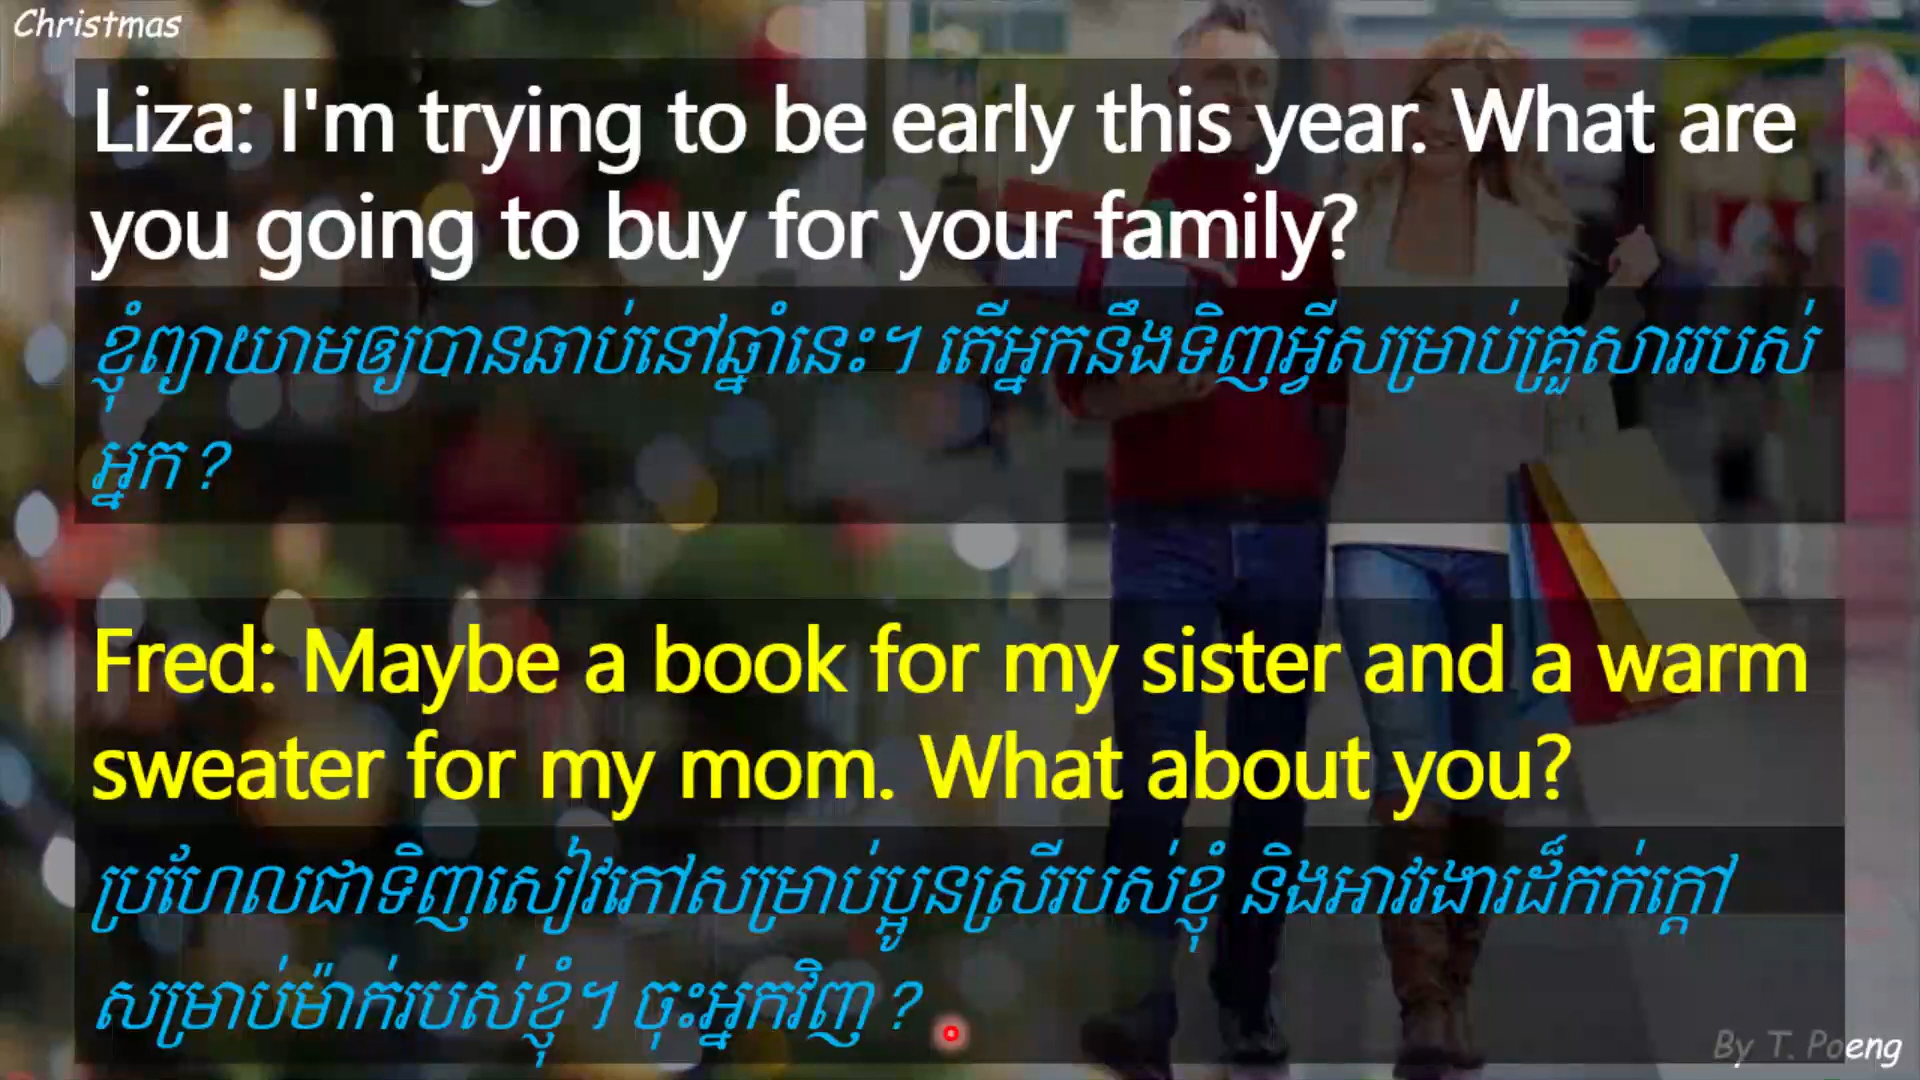 Christmas
Liza: I'm trying to be early this year. What are
you going to buy for your family?
ខ្ញុំព្យាយាមឲ្យបានឆាប់នៅឆ្នាំនេះ។ តើអ្នកនឹងទិញអ្វីសម្រាប់គ្រួសាររបស់
អ្នក?
Fred: Maybe a book for my sister and a warm
sweater for my mom. What about you?
ប្រហែលជាទិញសៀវភៅសម្រាប់ប្អូនស្រីរបស់ខ្ញុំ និងអាវរងារដ៏កក់ក្ដៅ
សម្រាប់ម៉ាក់របស់ខ្ញុំ។ ចុះអ្នកវិញ?
By T. Poeng